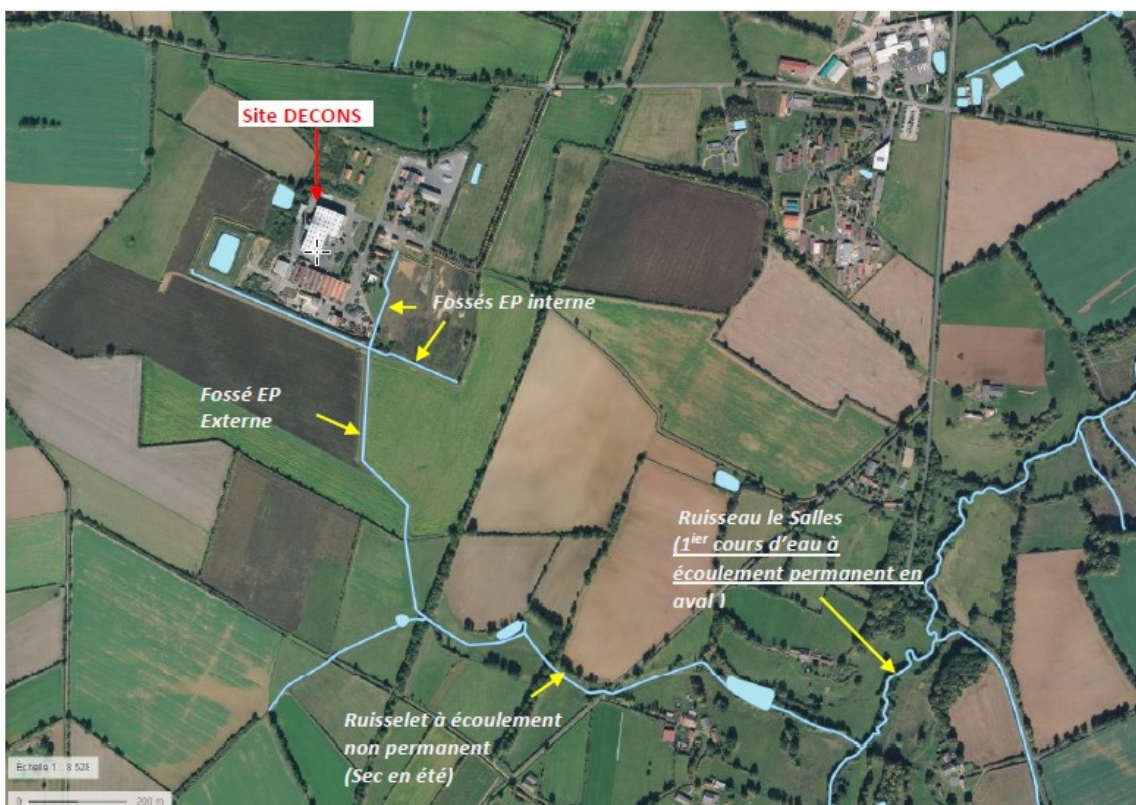 Site DECONS
Fossés EP interne
Fossé EP
Externe
Ruisseau le Salles
(1ier cours d'eau à
écoulement permanent en
aval )
Ruisselet à écoulement
non permanent
(Sec en été)
Echelle 1 : 8 528
0 200 m